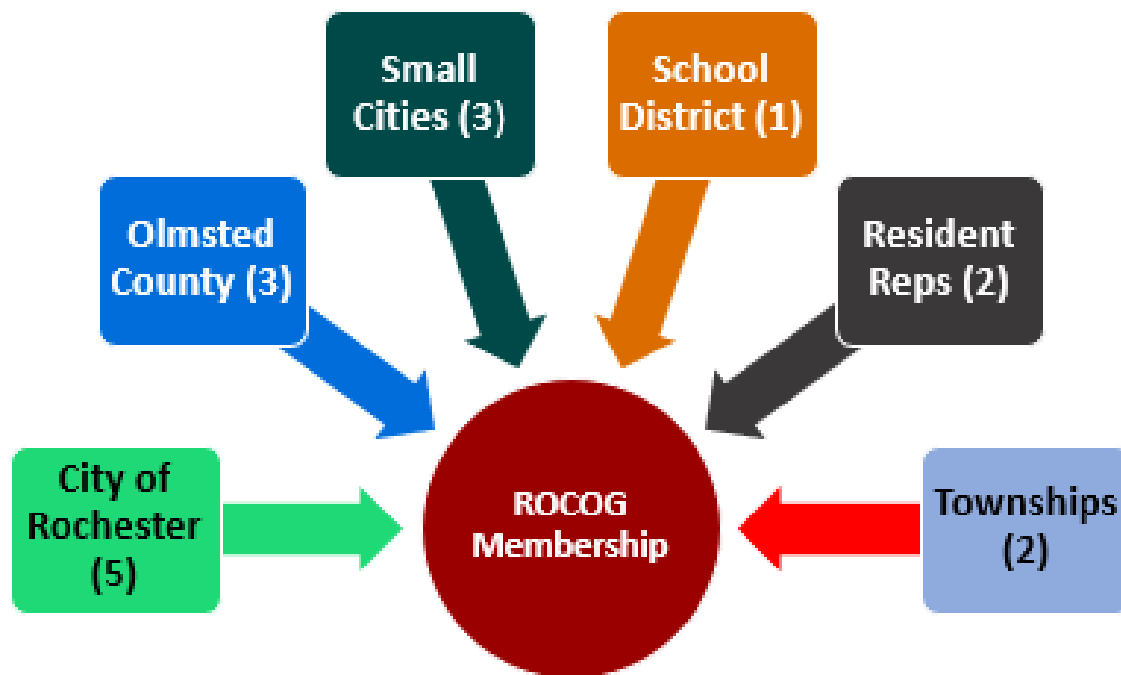 Small
Cities (3)
School
District (1)
Olmsted
County (3)
Resident
Reps (2)
City of
Rochester
(5)
ROCOG
Membership
Townships
(2)